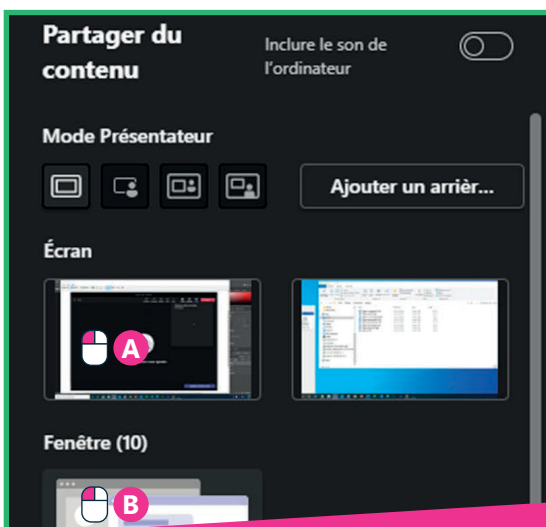 Partager du
contenu
Inclure le son de
l'ordinateur
Mode Présentateur
Ajouter un arrièr...
Écran
A
Fenêtre (10)
B